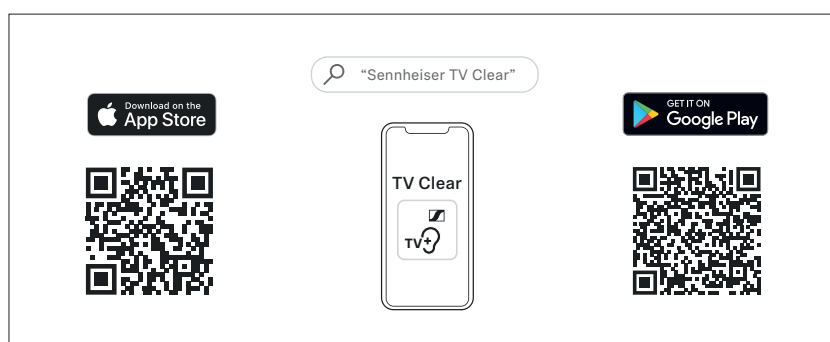 “Sennheiser TV Clear”
Download on the
App Store
GET IT ON
Google Play
TV Clear
TV+